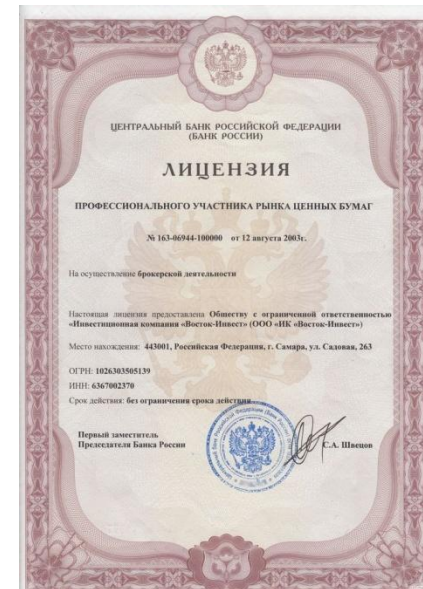 ЦЕНТРАЛЬНЫЙ БАНК РОССИЙСКОЙ ФЕДЕРАЦИИ
(БАНК РОССИИ)
ЛИЦЕНЗИЯ
ПРОФЕССИОНАЛЬНОГО УЧАСТНИКА РЫНКА ЦЕННЫХ БУМАГ
№ 163-06944-100000 от 12 августа 2003г.
На осуществление брокерской деятельности
Настоящая лицензия предоставлена Обществу с ограниченной ответственностью
«Инвестиционная компания «Восток-Инвест» (ООО «ИК «Восток-Инвест»)
Место нахождения: 443001, Российская Федерация, г. Самара, ул. Садовая, 263
ОГРН: 1026303505139
ИНН: 6367002370
Срок действия: без ограничения срока действия
Первый заместитель
Председателя Банка России
С.А. Швецов